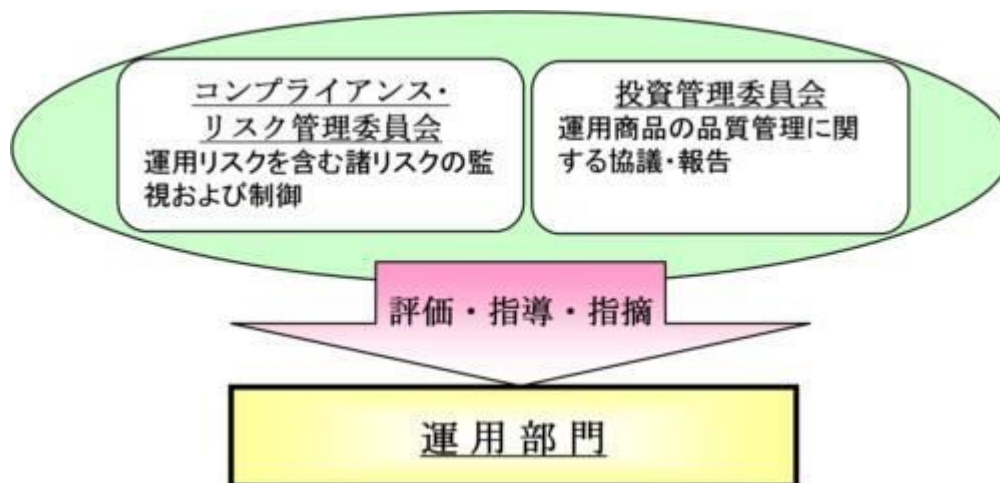 コンプライアンス・
リスク管理委員会
運用リスクを含む諸リスクの監
視および制御
投資管理委員会
運用商品の品質管理に関
する協議・報告
評価・指導・指摘
運用部門